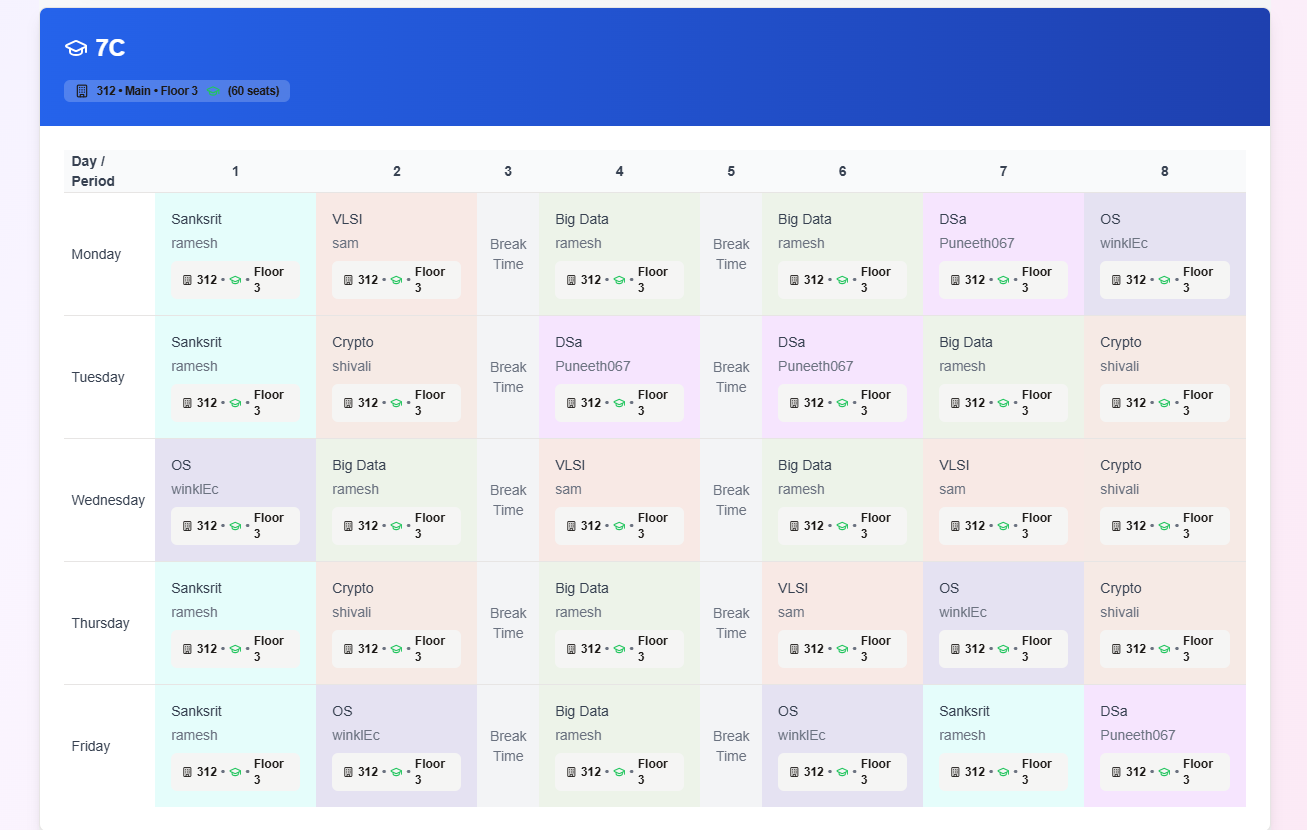 7C
312 • Main • Floor 3 (60 seats)
Day / Period 1 2 3 4 5 6 7 8
Monday
Sanksrit
ramesh
312 • • Floor 3
VLSI
sam
312 • • Floor 3
Break Time
Big Data
ramesh
312 • • Floor 3
Break Time
Big Data
ramesh
312 • • Floor 3
DSa
Puneeth067
312 • • Floor 3
OS
winklEc
312 • • Floor 3
Tuesday
Sanksrit
ramesh
312 • • Floor 3
Crypto
shivali
312 • • Floor 3
Break Time
DSa
Puneeth067
312 • • Floor 3
Break Time
DSa
Puneeth067
312 • • Floor 3
Big Data
ramesh
312 • • Floor 3
Crypto
shivali
312 • • Floor 3
Wednesday
OS
winklEc
312 • • Floor 3
Big Data
ramesh
312 • • Floor 3
Break Time
VLSI
sam
312 • • Floor 3
Break Time
Big Data
ramesh
312 • • Floor 3
VLSI
sam
312 • • Floor 3
Crypto
shivali
312 • • Floor 3
Thursday
Sanksrit
ramesh
312 • • Floor 3
Crypto
shivali
312 • • Floor 3
Break Time
Big Data
ramesh
312 • • Floor 3
Break Time
VLSI
sam
312 • • Floor 3
OS
winklEc
312 • • Floor 3
Crypto
shivali
312 • • Floor 3
Friday
Sanksrit
ramesh
312 • • Floor 3
OS
winklEc
312 • • Floor 3
Break Time
Big Data
ramesh
312 • • Floor 3
Break Time
OS
winklEc
312 • • Floor 3
Sanksrit
ramesh
312 • • Floor 3
DSa
Puneeth067
312 • • Floor 3